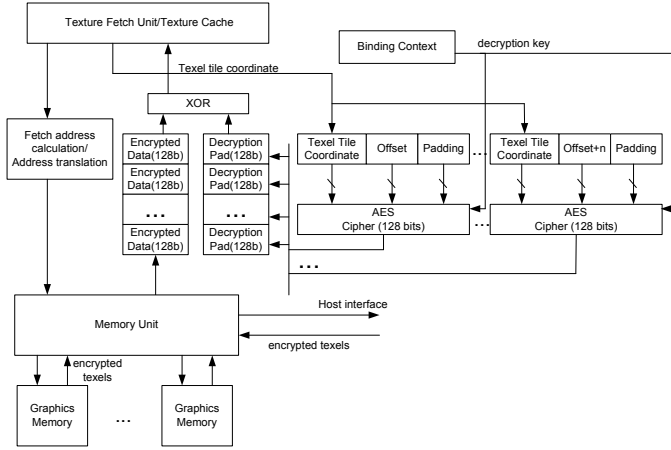 Texture Fetch Unit/Texture Cache
Binding Context
decryption key
Texel tile coordinate
XOR
Fetch address
calculation/
Address translation
Encrypted
Data(128b)
Encrypted
Data(128b)
...
Encrypted
Data(128b)
Decryption
Pad(128b)
Decryption
Pad(128b)
...
Decryption
Pad(128b)
Texel Tile
Coordinate
Offset
Padding
...
Texel Tile
Coordinate
Offset+n
Padding
AES
Cipher (128 bits)
...
AES
Cipher (128 bits)
...
Memory Unit
Host interface
encrypted texels
encrypted
texels
Graphics
Memory
...
Graphics
Memory